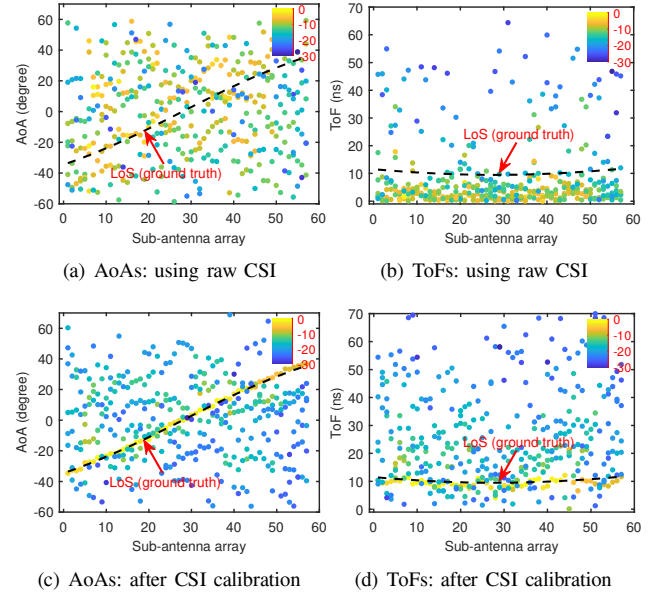 60
40
20
0
-20
-40
-60
AoA (degree)
0
-10
-20
-30
LoS (ground truth)
0 10 20 30 40 50 60
Sub-antenna array
(a) AoAs: using raw CSI
70
60
50
40
30
20
10
0
ToF (ns)
0
-10
-20
-30
LoS (ground truth)
0 10 20 30 40 50 60
Sub-antenna array
(b) ToFs: using raw CSI
60
40
20
0
-20
-40
-60
AoA (degree)
0
-10
-20
-30
LoS (ground truth)
0 10 20 30 40 50 60
Sub-antenna array
(c) AoAs: after CSI calibration
70
60
50
40
30
20
10
0
ToF (ns)
0
-10
-20
-30
LoS (ground truth)
0 10 20 30 40 50 60
Sub-antenna array
(d) ToFs: after CSI calibration